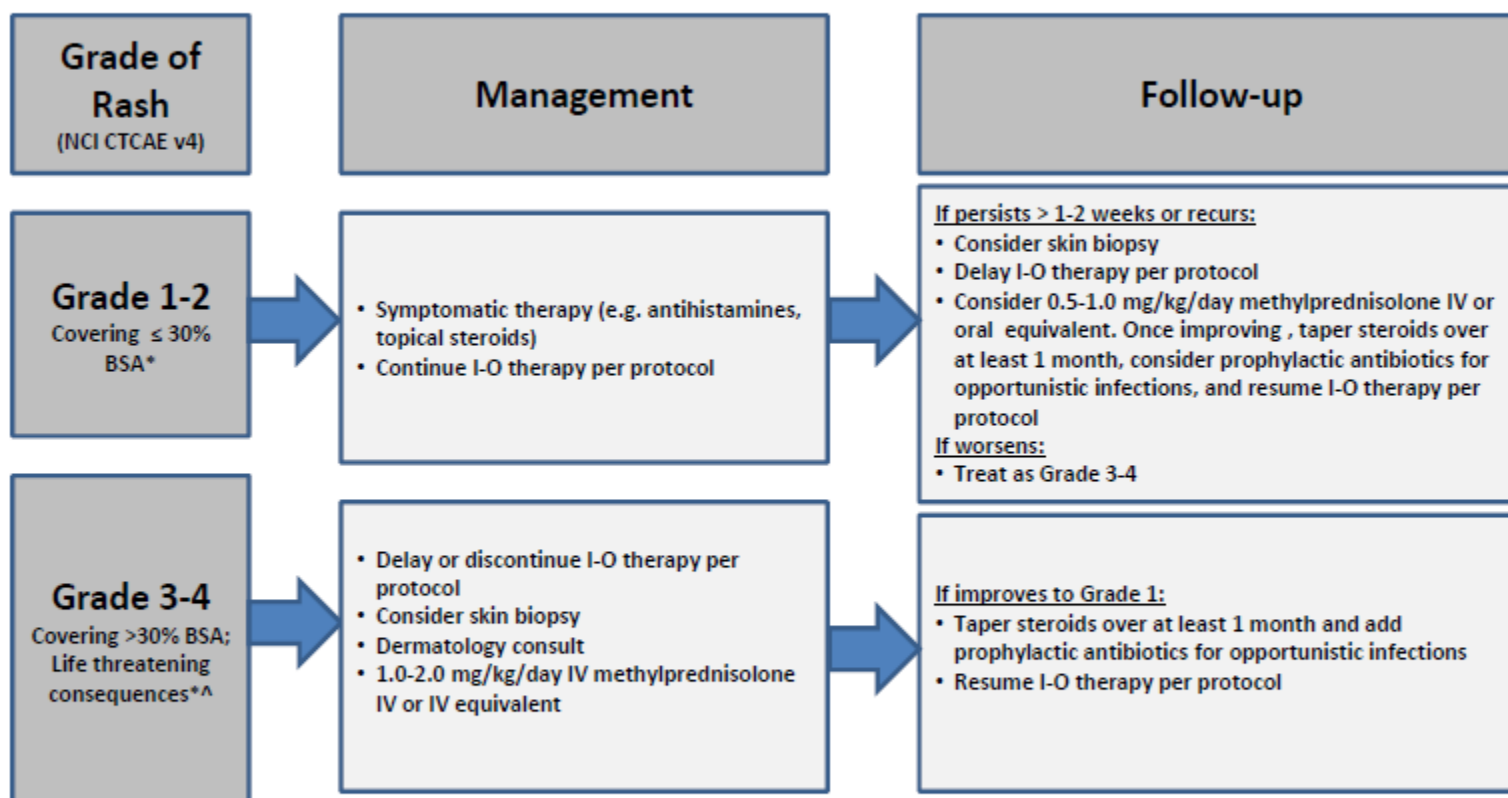 Grade of
Rash
(NCI CTCAE v4)
Management
Follow-up
Grade 1-2
Covering ≤ 30%
BSA*
• Symptomatic therapy (e.g. antihistamines,
topical steroids)
• Continue I-O therapy per protocol
If persists > 1-2 weeks or recurs:
• Consider skin biopsy
• Delay I-O therapy per protocol
• Consider 0.5-1.0 mg/kg/day methylprednisolone IV or
oral equivalent. Once improving , taper steroids over
at least 1 month, consider prophylactic antibiotics for
opportunistic infections, and resume I-O therapy per
protocol
If worsens:
• Treat as Grade 3-4
Grade 3-4
Covering >30% BSA;
Life threatening
consequences*^
• Delay or discontinue I-O therapy per
protocol
• Consider skin biopsy
• Dermatology consult
• 1.0-2.0 mg/kg/day IV methylprednisolone
IV or IV equivalent
If improves to Grade 1:
• Taper steroids over at least 1 month and add
prophylactic antibiotics for opportunistic infections
• Resume I-O therapy per protocol